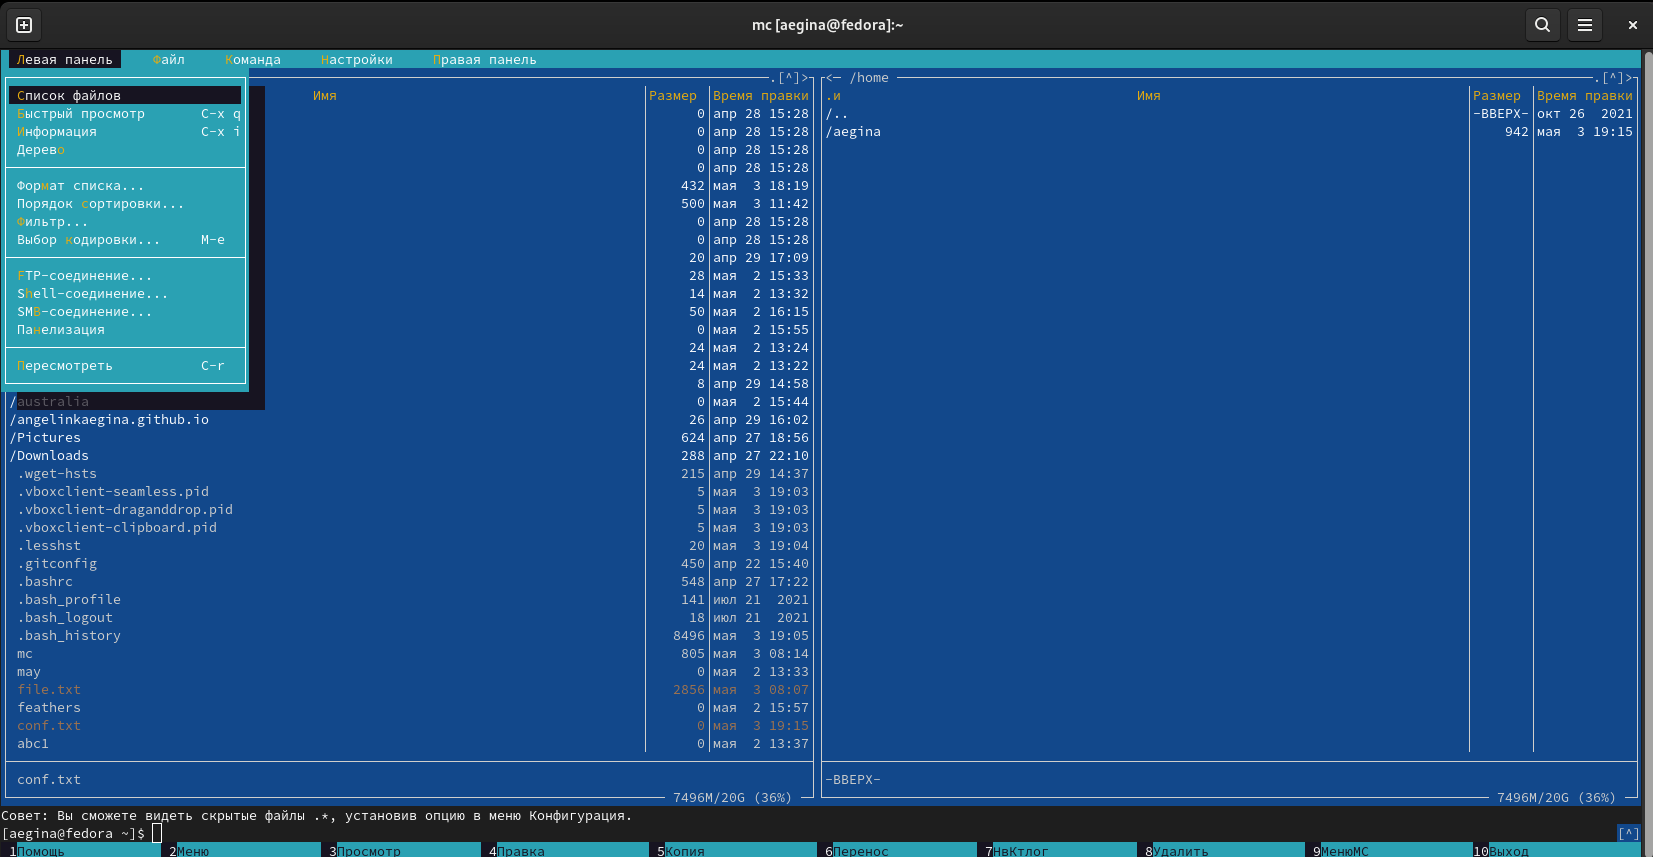 mc [aegina@fedora]:~
Левая панель Файл Команда Настройки Правая панель
.[^]> <─ /home .[^]>
Список файлов Имя Размер Время правки .и Имя Размер Время правки
Быстрый просмотр C-x q 0 апр 28 15:28 /.. -ВВЕРХ- окт 26 2021
Информация C-x i 0 апр 28 15:28 /aegina 942 мая 3 19:15
Дерево 0 апр 28 15:28
0 апр 28 15:28
Формат списка... 432 мая 3 18:19
Порядок сортировки... 500 мая 3 11:42
Фильтр... 0 апр 28 15:28
Выбор кодировки... M-e 0 апр 28 15:28
20 апр 29 17:09
FTP-соединение... 28 мая 2 15:33
Shell-соединение... 14 мая 2 13:32
SMB-соединение... 50 мая 2 16:15
Панелизация 0 мая 2 15:55
24 мая 2 13:24
Пересмотреть C-r 24 мая 2 13:22
8 апр 29 14:58
/australia 0 мая 2 15:44
/angelinkaegina.github.io 26 апр 29 16:02
/Pictures 624 апр 27 18:56
/Downloads 288 апр 27 22:10
.wget-hsts 215 апр 29 14:37
.vboxclient-seamless.pid 5 мая 3 19:03
.vboxclient-draganddrop.pid 5 мая 3 19:03
.vboxclient-clipboard.pid 5 мая 3 19:03
.lesshst 20 мая 3 19:04
.gitconfig 450 апр 22 15:40
.bashrc 548 апр 27 17:22
.bash_profile 141 июл 21 2021
.bash_logout 18 июл 21 2021
.bash_history 8496 мая 3 19:05
mc 805 мая 3 08:14
may 0 мая 2 13:33
file.txt 2856 мая 3 08:07
feathers 0 мая 2 15:57
conf.txt 0 мая 3 19:15
abc1 0 мая 2 13:37
conf.txt -ВВЕРХ-
7496M/20G (36%) 7496M/20G (36%)
Совет: Вы сможете видеть скрытые файлы .*, установив опцию в меню Конфигурация.
[aegina@fedora ~]$ [^]
1Помощь 2Меню 3Просмотр 4Правка 5Копия 6Перенос 7НвКтлог 8Удалить 9МенюМС 10Выход